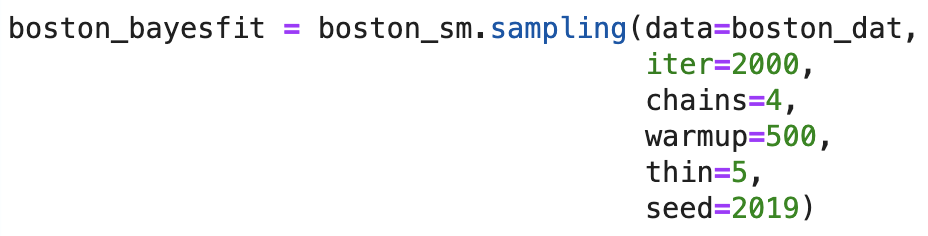 boston_bayesfit = boston_sm.sampling(data=boston_dat,
iter=2000,
chains=4,
warmup=500,
thin=5,
seed=2019)